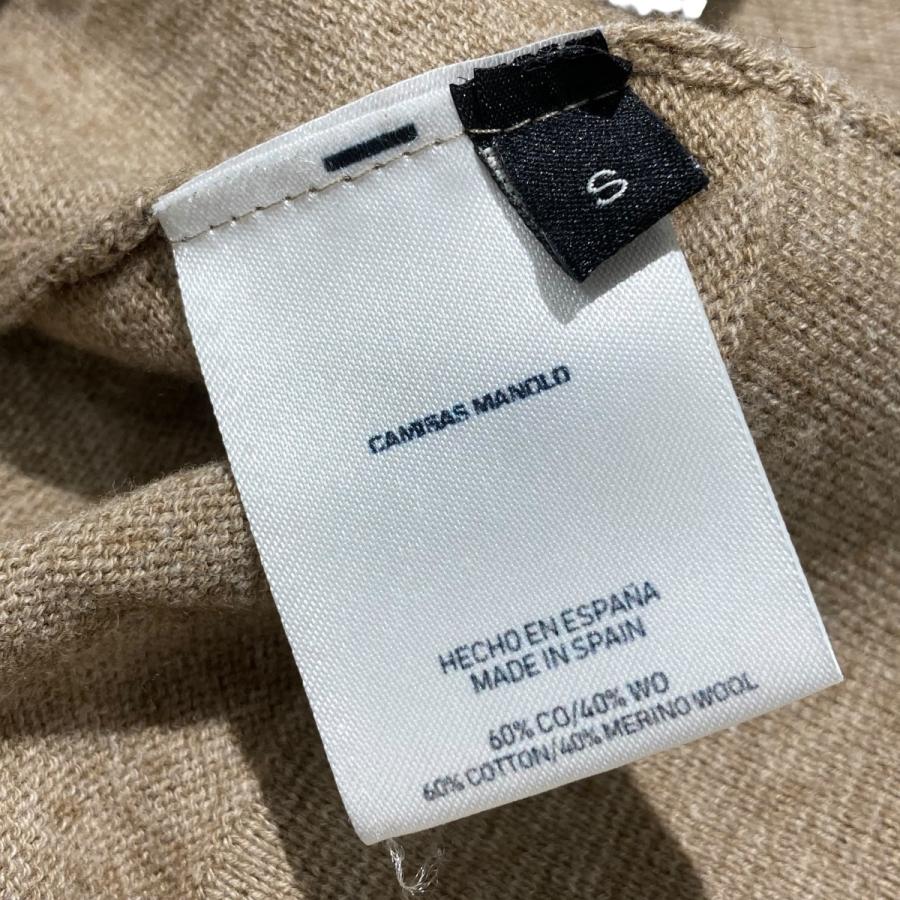 S
CAMISAS MANOLO
HECHO EN ESPAÑA
MADE IN SPAIN
60% CO/40% WO
60% COTTON/40% MERINO WOOL